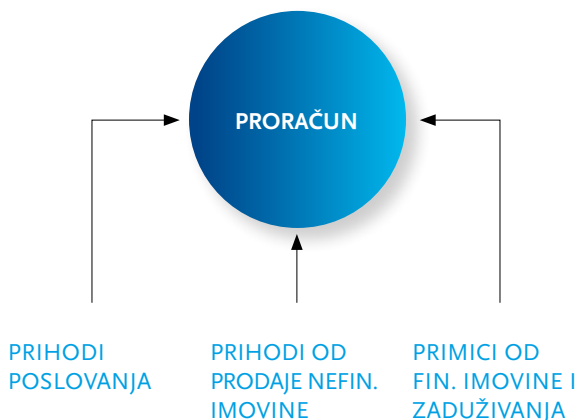 PRORAČUN
PRIHODI
POSLOVANJA
PRIHODI OD
PRODAJE NEFIN.
IMOVINE
PRIMICI OD
FIN. IMOVINE I
ZADUŽIVANJA